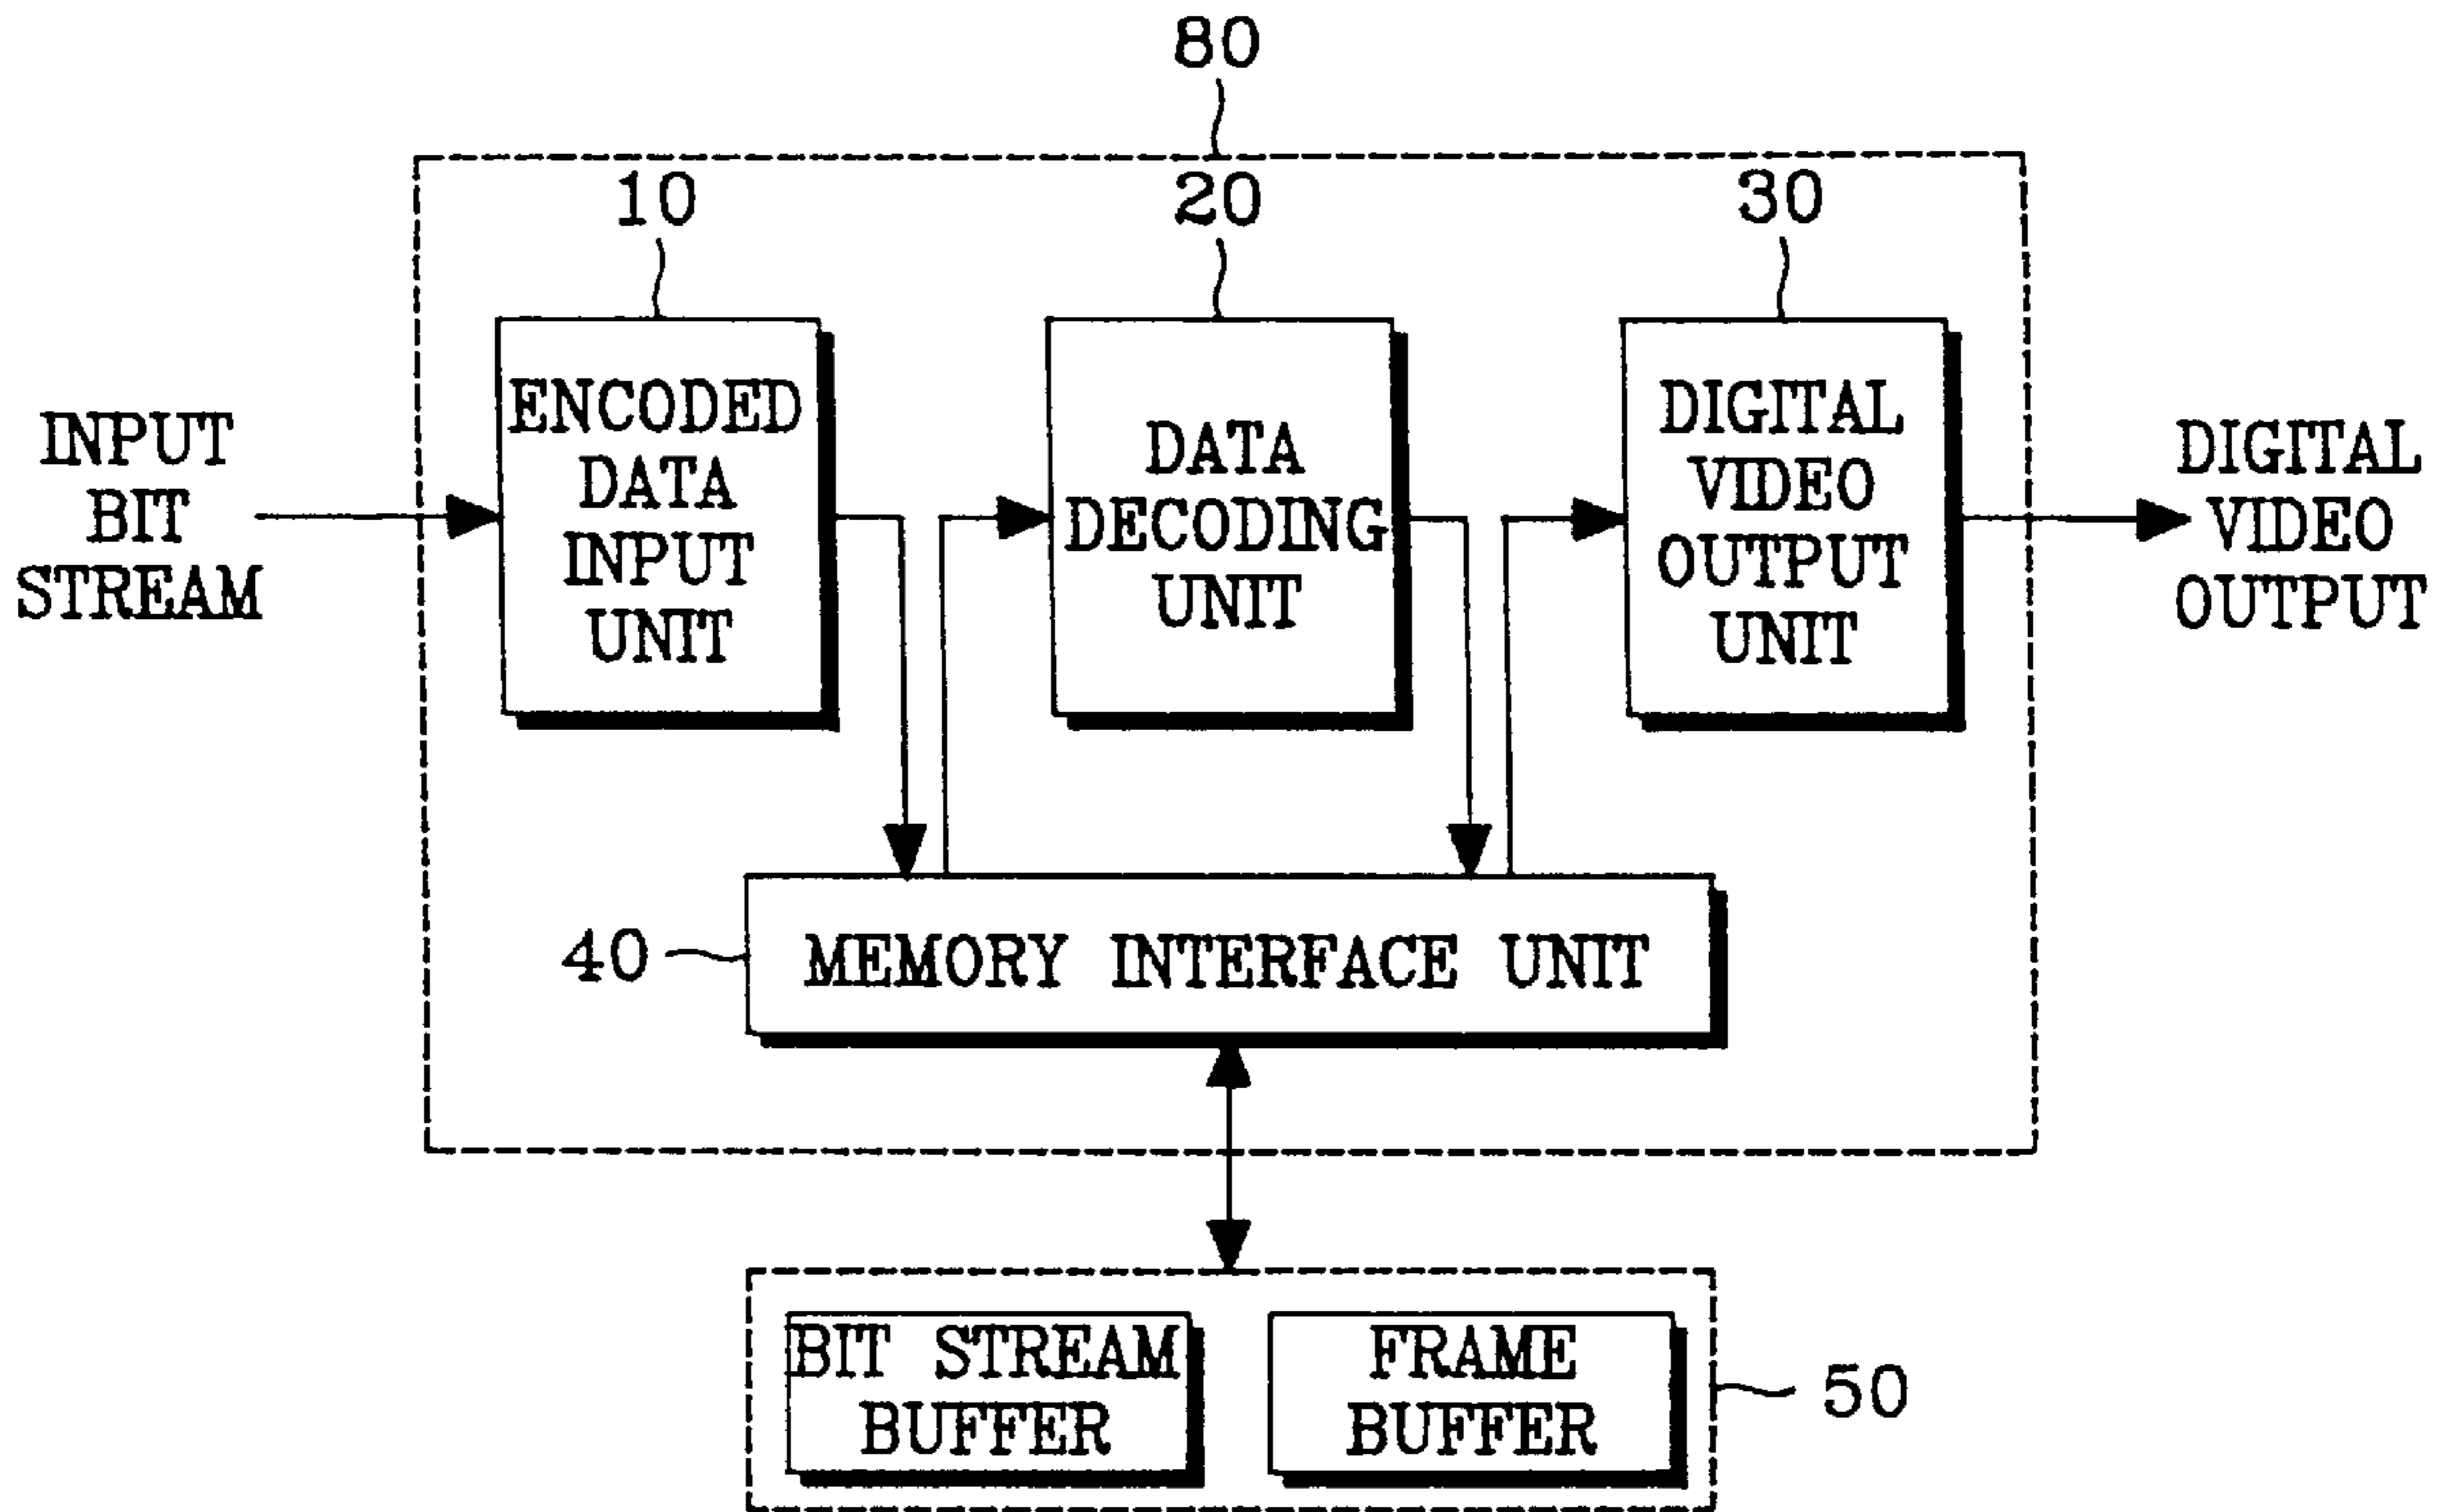 80
10
20
30
INPUT
BIT
STREAM
ENCODED
DATA
INPUT
UNIT
DATA
DECODING
UNIT
DIGITAL
VIDEO
OUTPUT
UNIT
DIGITAL
VIDEO
OUTPUT
40
MEMORY INTERFACE UNIT
BIT STREAM
BUFFER
FRAME
BUFFER
50